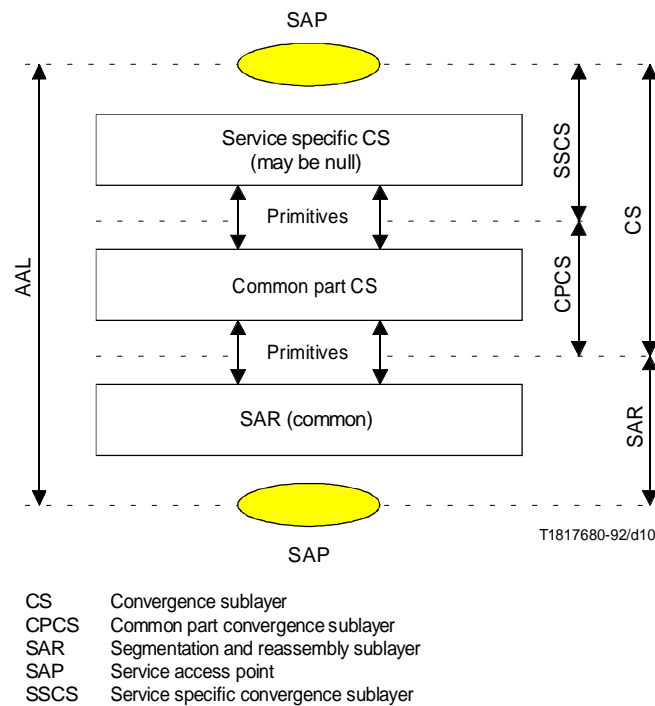 SAP
Service specific CS
(may be null)
SSCS
Primitives
CS
AAL
Common part CS
CPCS
Primitives
SAR (common)
SAR
SAP
T1817680-92/d10
CS Convergence sublayer
CPCS Common part convergence sublayer
SAR Segmentation and reassembly sublayer
SAP Service access point
SSCS Service specific convergence sublayer